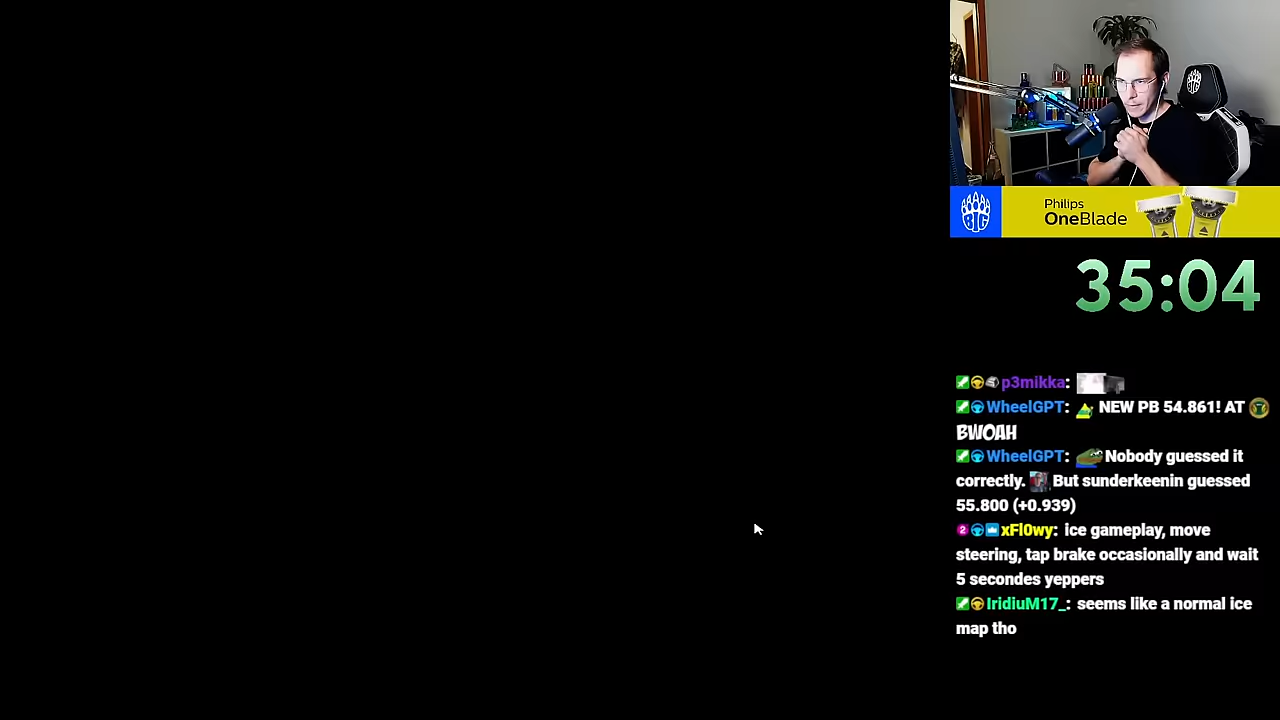 BIG
Philips
OneBlade
35:04
p3mikka:
WheelGPT: NEW PB 54.861! AT
BWOAH
WheelGPT: Nobody guessed it
correctly. But sunderkeenin guessed
55.800 (+0.939)
2 xFl0wy: ice gameplay, move
steering, tap brake occasionally and wait
5 secondes yeppers
IridiuM17_: seems like a normal ice
map tho